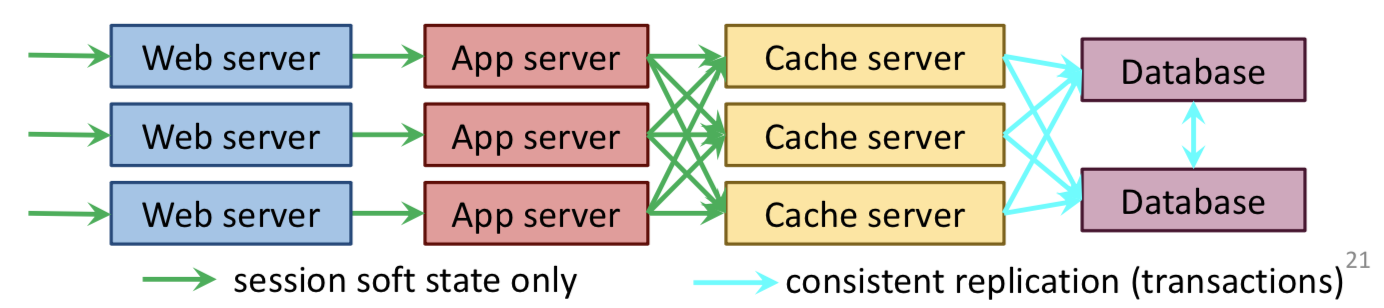 Web server App server Cache server Database
Web server App server Cache server
Web server App server Cache server Database
session soft state only consistent replication (transactions) 21